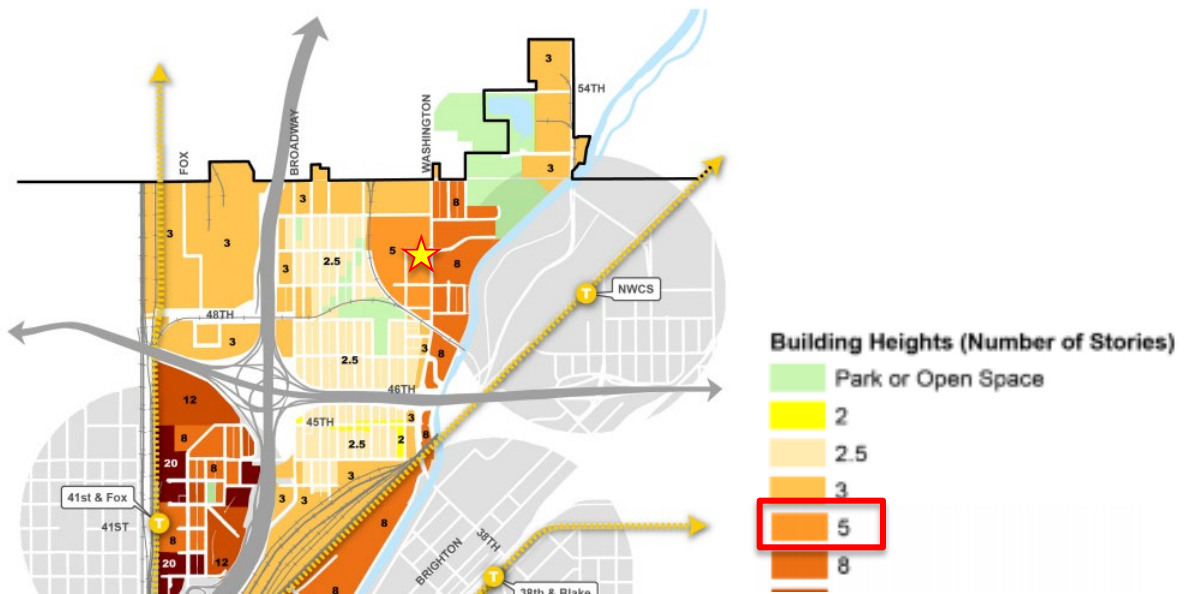 3
54TH
FOX
BROADWAY
WASHINGTON
3
3
8
3
3
5
2.5
3
8
NWCS
T
48TH
3
2.5
3
8
46TH
12
45TH
3
8
2.5
2
8
20
8
3
41st & Fox
3
3
T
41ST
8
8
38TH
BRIGHTON
20
12
T
8
38th & Blake
Building Heights (Number of Stories)
Park or Open Space
2
2.5
3
5
8